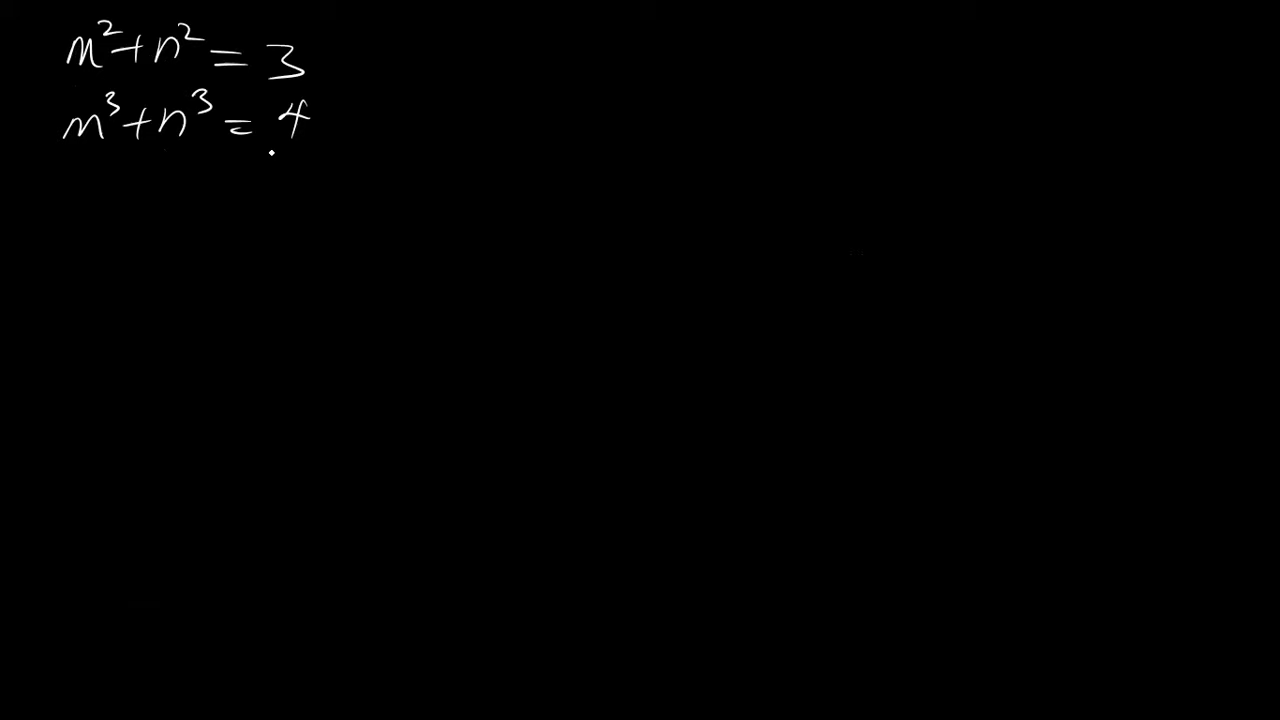 m²+n² = 3
m³+n³ = 4